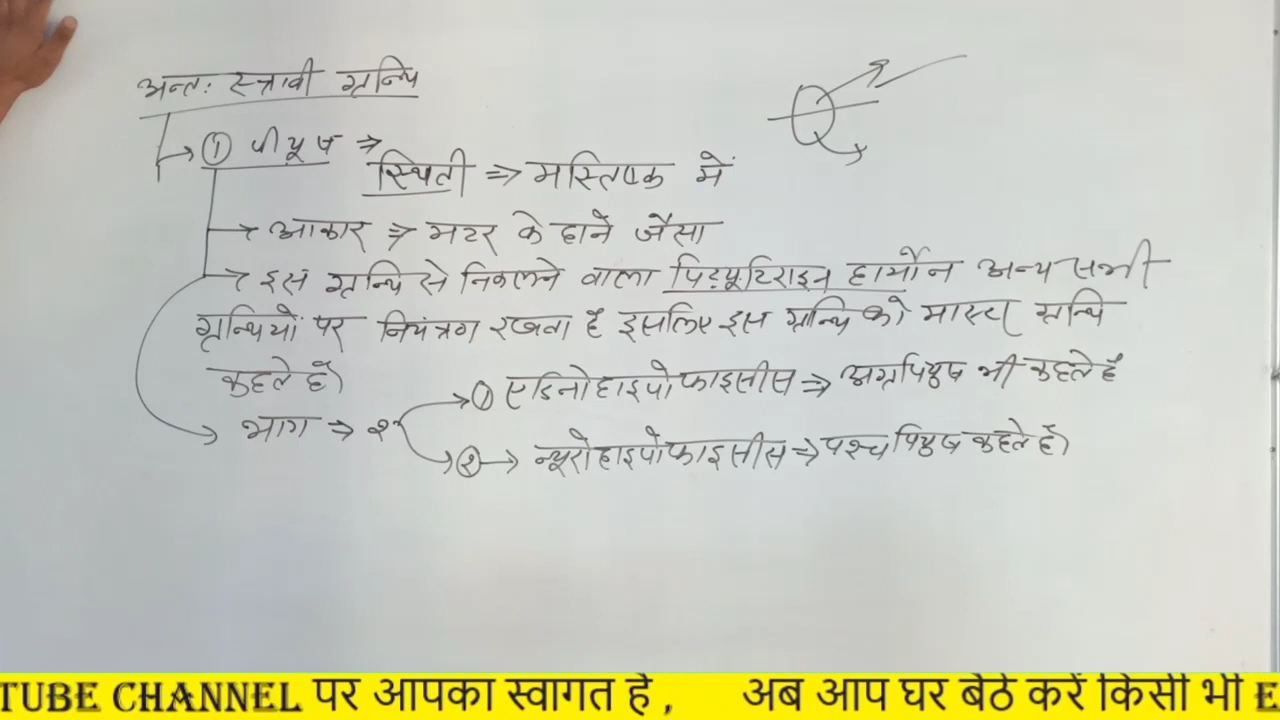 अन्तः स्त्रावी ग्रन्थि
→ ① पीयूष ⇒
स्थिती ⇒ मस्तिष्क में
→ आकार ⇒ मटर के दाने जैसा
→ इस ग्रन्थि से निकलने वाला पिट्यूटिराइन हार्मोन अन्य सभी
ग्रन्थियों पर नियंत्रण रखता है इसलिए इस ग्रन्थि को मास्टर ग्रन्थि
कहते हैं।
① एडिनोहाइपोफाइसीस ⇒ अग्रपियुष भी कहते है
→ भाग ⇒ २
② → न्यूरोहाइपोफाइसीस ⇒ पश्च पियुष कहते हैं।
TUBE CHANNEL पर आपका स्वागत है , अब आप घर बैठे करें किसी भी E